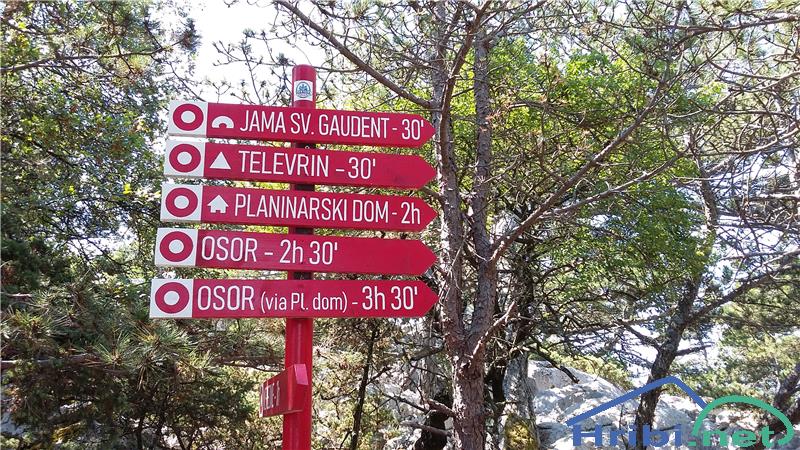 JAMA SV. GAUDENT - 30'
TELEVRIN - 30'
PLANINARSKI DOM - 2h
OSOR - 2h 30'
OSOR (via Pl. dom) - 3h 30'
Hribi.net